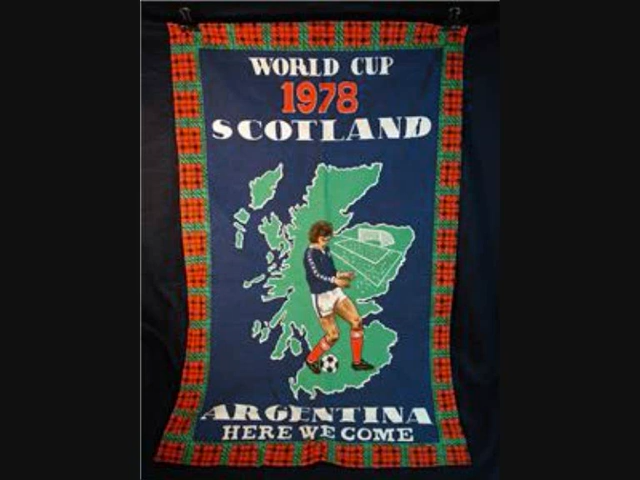 WORLD CUP
1978
SCOTLAND
ARGENTINA
HERE WE COME